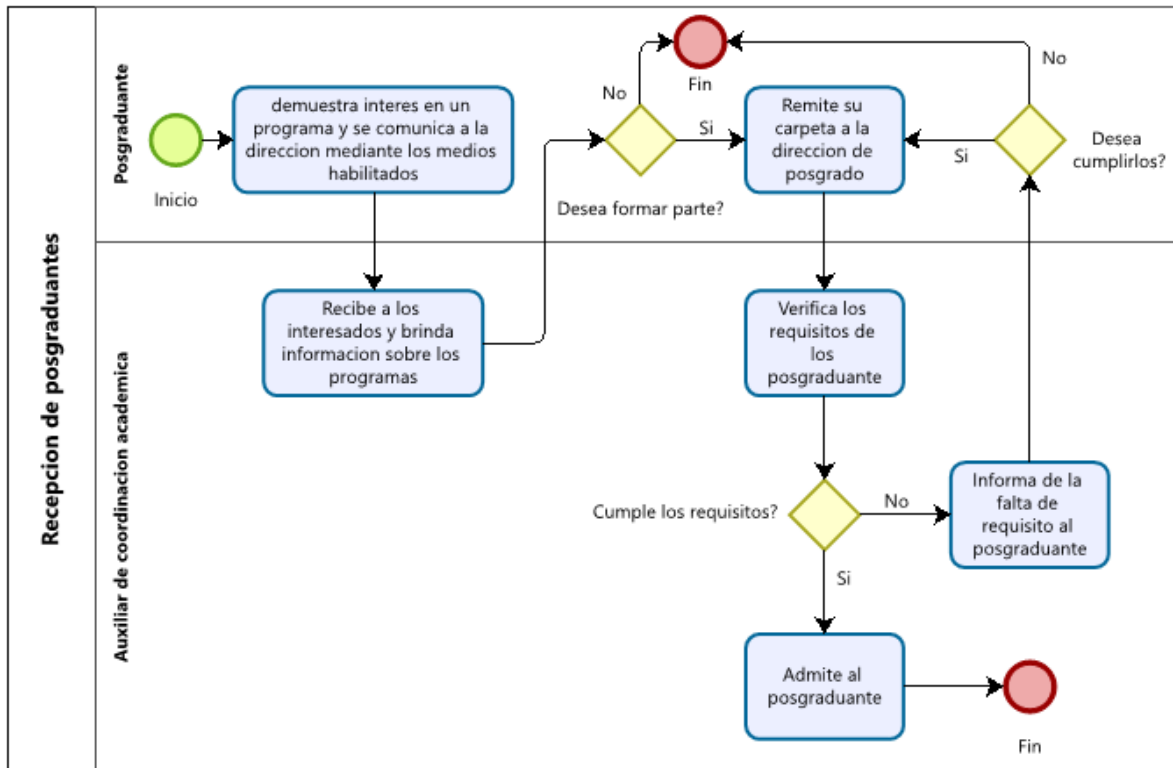 Recepcion de posgraduantes
Posgraduante
Inicio
demuestra interes en un
programa y se comunica a la
direccion mediante los medios
habilitados
No
Si
Desea formar parte?
Fin
Remite su
carpeta a la
direccion de
posgrado
No
Si
Desea
cumplirlos?
Auxiliar de coordinacion academica
Recibe a los
interesados y brinda
informacion sobre los
programas
Verifica los
requisitos de
los
posgraduante
Cumple los requisitos?
No
Si
Informa de la
falta de
requisito al
posgraduante
Admite al
posgraduante
Fin